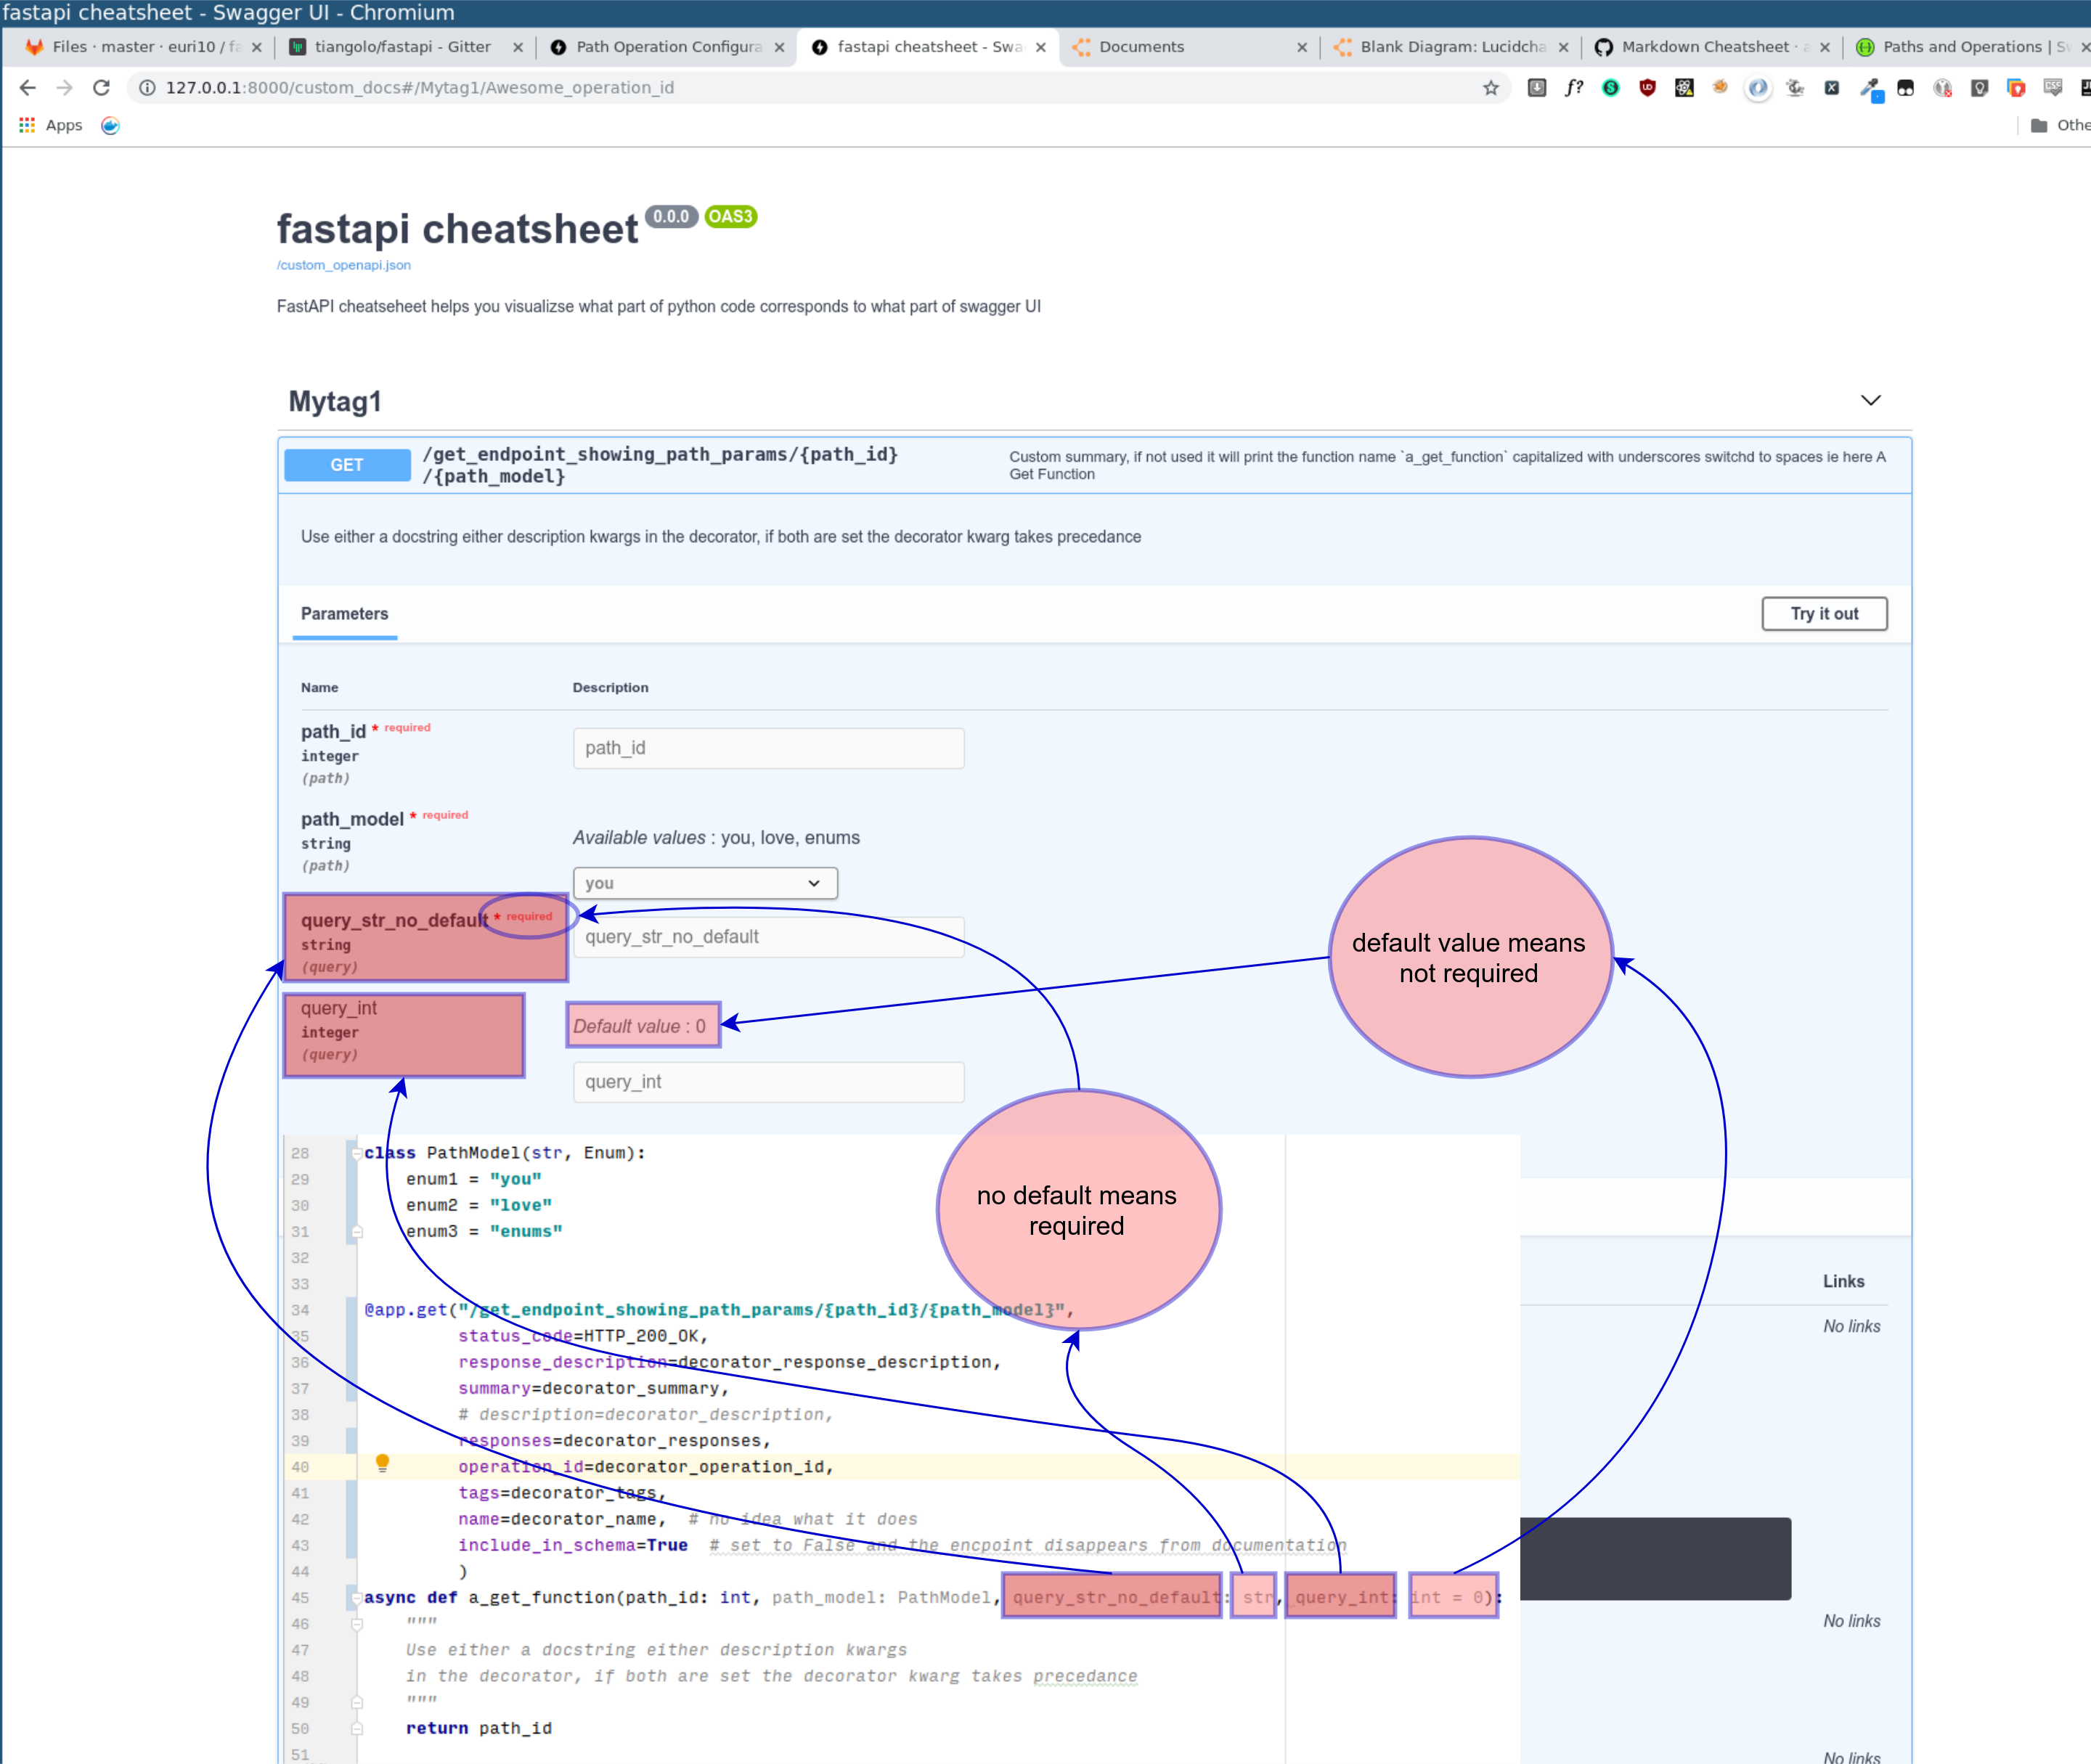 fastapi cheatsheet - Swagger UI - Chromium
Files · master · euri10 / fa
tiangolo/fastapi - Gitter
Path Operation Configura
fastapi cheatsheet - Swa
Documents
Blank Diagram: Lucidcha
Markdown Cheatsheet ·
Paths and Operations | Sw
127.0.0.1:8000/custom_docs#/Mytag1/Awesome_operation_id
Apps
Othe
fastapi cheatsheet 0.0.0 OAS3
/custom_openapi.json
FastAPI cheatseheet helps you visualizse what part of python code corresponds to what part of swagger UI
Mytag1
GET
/get_endpoint_showing_path_params/{path_id}
/{path_model}
Custom summary, if not used it will print the function name `a_get_function` capitalized with underscores switchd to spaces ie here A
Get Function
Use either a docstring either description kwargs in the decorator, if both are set the decorator kwarg takes precedance
Parameters
Try it out
Name
Description
path_id * required
integer
(path)
path_id
path_model * required
string
(path)
Available values : you, love, enums
you
query_str_no_default * required
string
(query)
query_str_no_default
query_int
integer
(query)
Default value : 0
query_int
default value means
not required
no default means
required
28 class PathModel(str, Enum):
29 enum1 = "you"
30 enum2 = "love"
31 enum3 = "enums"
32
33
34 @app.get("/get_endpoint_showing_path_params/{path_id}/{path_model}",
35 status_code=HTTP_200_OK,
36 response_description=decorator_response_description,
37 summary=decorator_summary,
38 # description=decorator_description,
39 responses=decorator_responses,
40 operation_id=decorator_operation_id,
41 tags=decorator_tags,
42 name=decorator_name,  # no idea what it does
43 include_in_schema=True  # set to False and the encpoint disappears from documentation
44 )
45 async def a_get_function(path_id: int, path_model: PathModel, query_str_no_default: str, query_int: int = 0):
46 """
47 Use either a docstring either description kwargs
48 in the decorator, if both are set the decorator kwarg takes precedance
49 """
50 return path_id
51
Links
No links
No links
No links